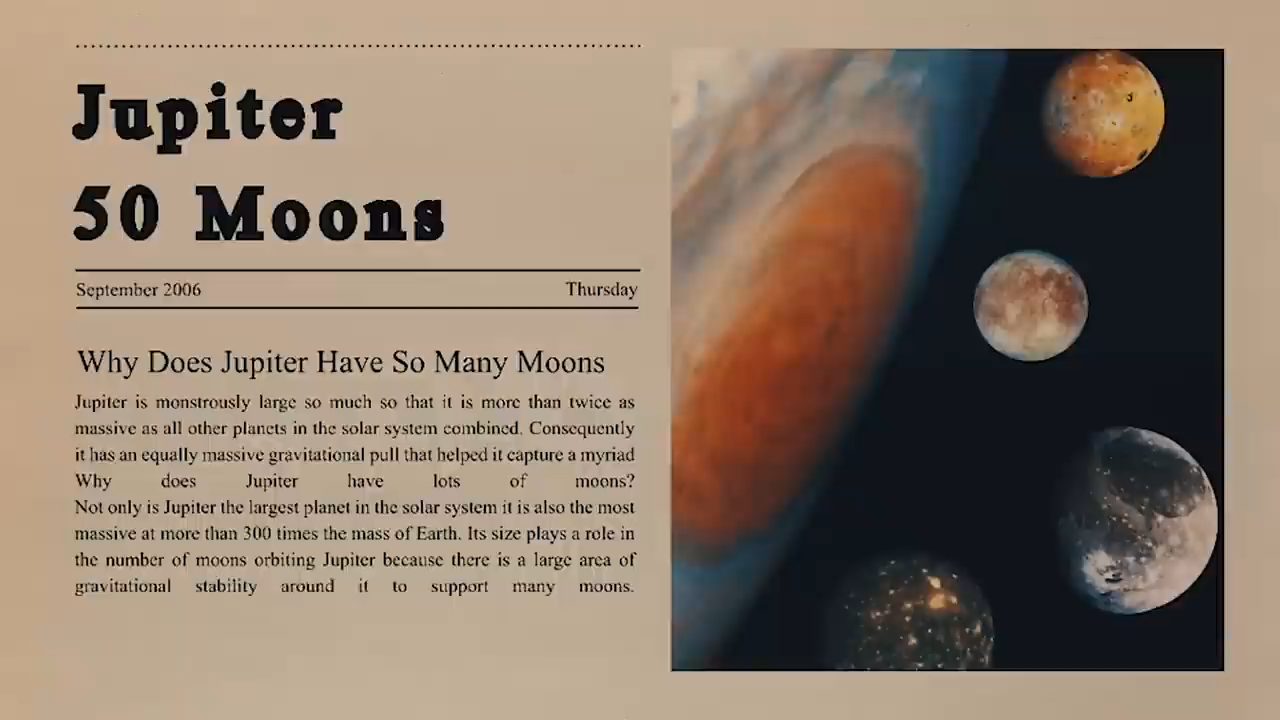 Jupiter
50 Moons
September 2006 Thursday
Why Does Jupiter Have So Many Moons
Jupiter is monstrously large so much so that it is more than twice as
massive as all other planets in the solar system combined. Consequently
it has an equally massive gravitational pull that helped it capture a myriad
Why does Jupiter have lots of moons?
Not only is Jupiter the largest planet in the solar system it is also the most
massive at more than 300 times the mass of Earth. Its size plays a role in
the number of moons orbiting Jupiter because there is a large area of
gravitational stability around it to support many moons.